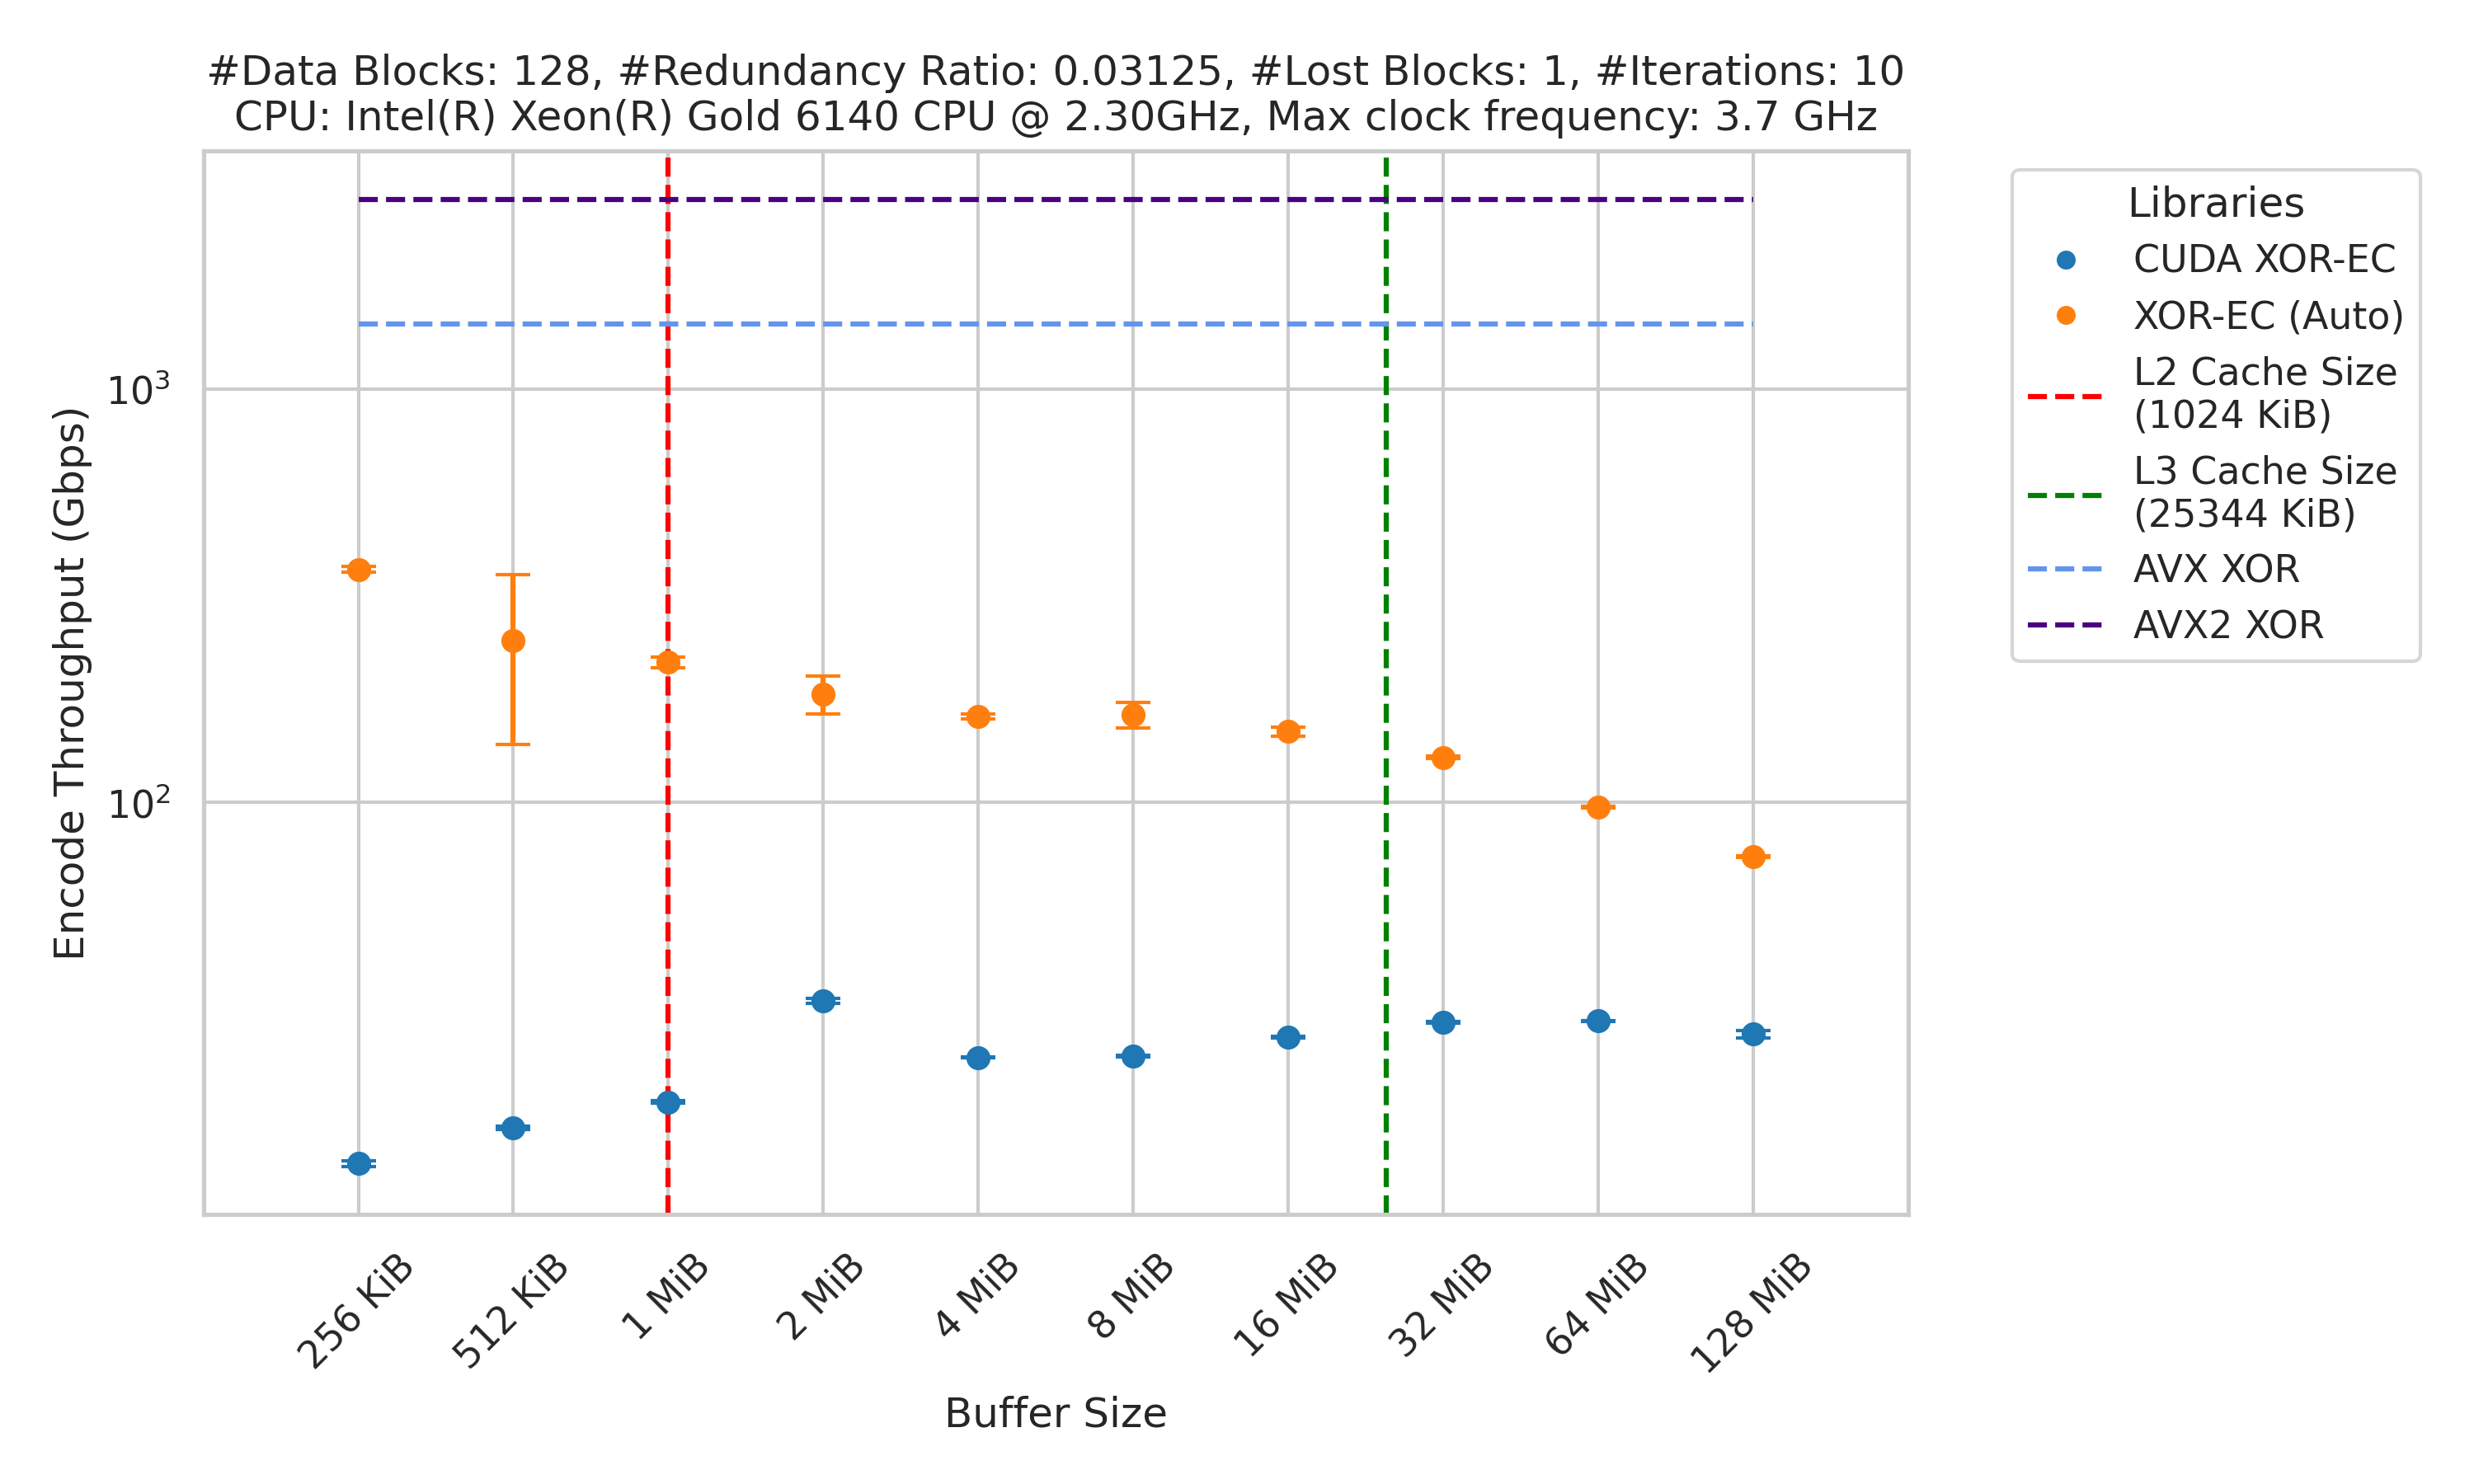 #Data Blocks: 128, #Redundancy Ratio: 0.03125, #Lost Blocks: 1, #Iterations: 10
CPU: Intel(R) Xeon(R) Gold 6140 CPU @ 2.30GHz, Max clock frequency: 3.7 GHz
Encode Throughput (Gbps)
10³
10²
256 KiB
512 KiB
1 MiB
2 MiB
4 MiB
8 MiB
16 MiB
32 MiB
64 MiB
128 MiB
Buffer Size
Libraries
CUDA XOR-EC
XOR-EC (Auto)
L2 Cache Size
(1024 KiB)
L3 Cache Size
(25344 KiB)
AVX XOR
AVX2 XOR